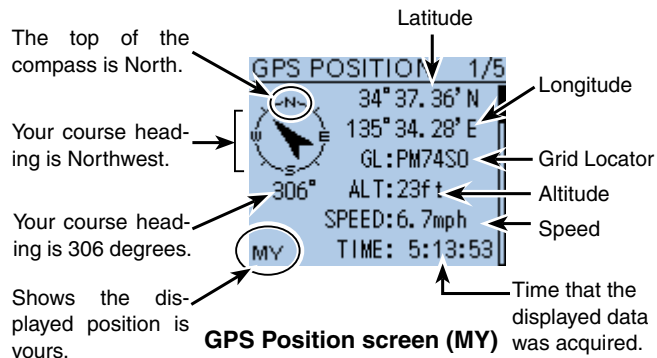 Latitude
The top of the
compass is North.
GPS POSITION 1/5
N
34°37.36'N
Longitude
135°34.28'E
Your course head-
ing is Northwest.
W
E
S
GL:PM74SO
Grid Locator
306°
ALT:23ft
Altitude
Your course head-
ing is 306 degrees.
SPEED:6.7mph
Speed
MY
TIME: 5:13:53
Shows the dis-
played position is
yours.
Time that the
displayed data
was acquired.
GPS Position screen (MY)